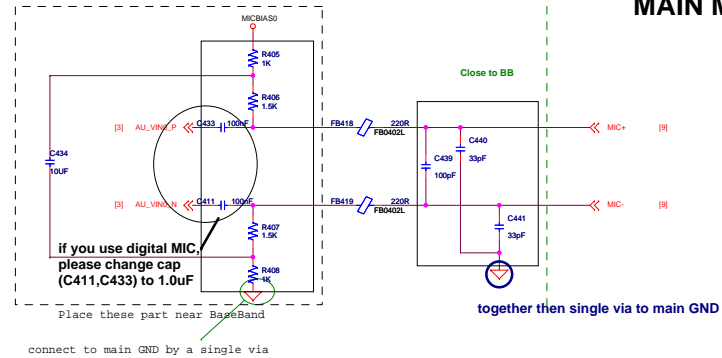 MAIN M
MICBIAS0
R405
1K
Close to BB
R406
1.5K
[3] AU_VIN0_P C433 100nF FB418 220R MIC+ [9]
FB0402L
C440
33pF
C439
100pF
C434
10UF
[3] AU_VIN0_N C411 100nF FB419 220R MIC- [9]
FB0402L
C441
33pF
R407
1.5K
if you use digital MIC,
please change cap
(C411,C433) to 1.0uF
R408
1K
Place these part near BaseBand
together then single via to main GND
connect to main GND by a single via